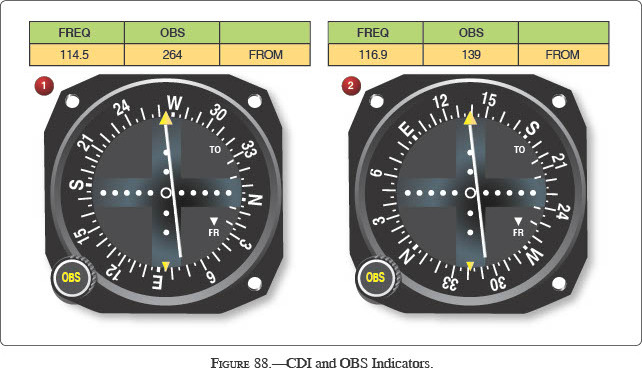 FREQ OBS
114.5 264 FROM
FREQ OBS
116.9 139 FROM
1
24 W 30 33 N 3 6 E 12 15 S 21
TO
FR
OBS
2
12 15 S 21 24 W 30 33 N 3 6 E
TO
FR
OBS
FIGURE 88.—CDI and OBS Indicators.